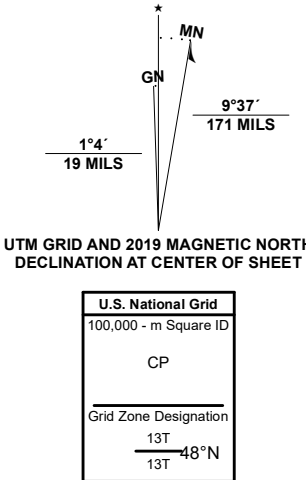 ★
MN
GN
9°37´
171 MILS
1°4´
19 MILS
UTM GRID AND 2019 MAGNETIC NORTH
DECLINATION AT CENTER OF SHEET
U.S. National Grid
100,000 - m Square ID
CP
Grid Zone Designation
13T
48°N
13T